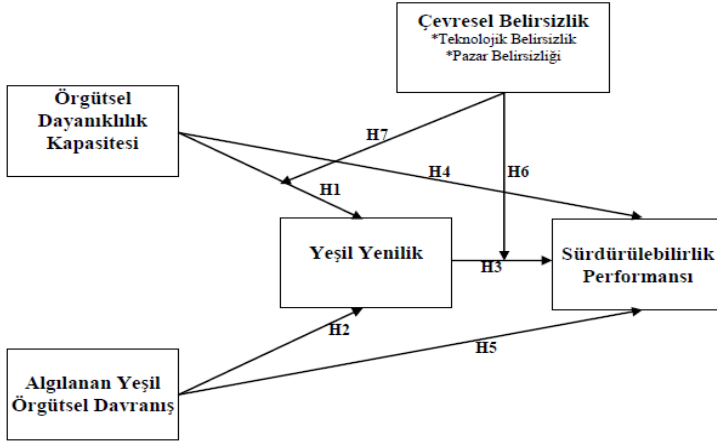 Çevresel Belirsizlik
*Teknolojik Belirsizlik
*Pazar Belirsizliği
Örgütsel
Dayanıklılık
Kapasitesi
H7
H4
H6
H1
Yeşil Yenilik
H3
Sürdürülebilirlik
Performansı
H2
H5
Algılanan Yeşil
Örgütsel Davranış